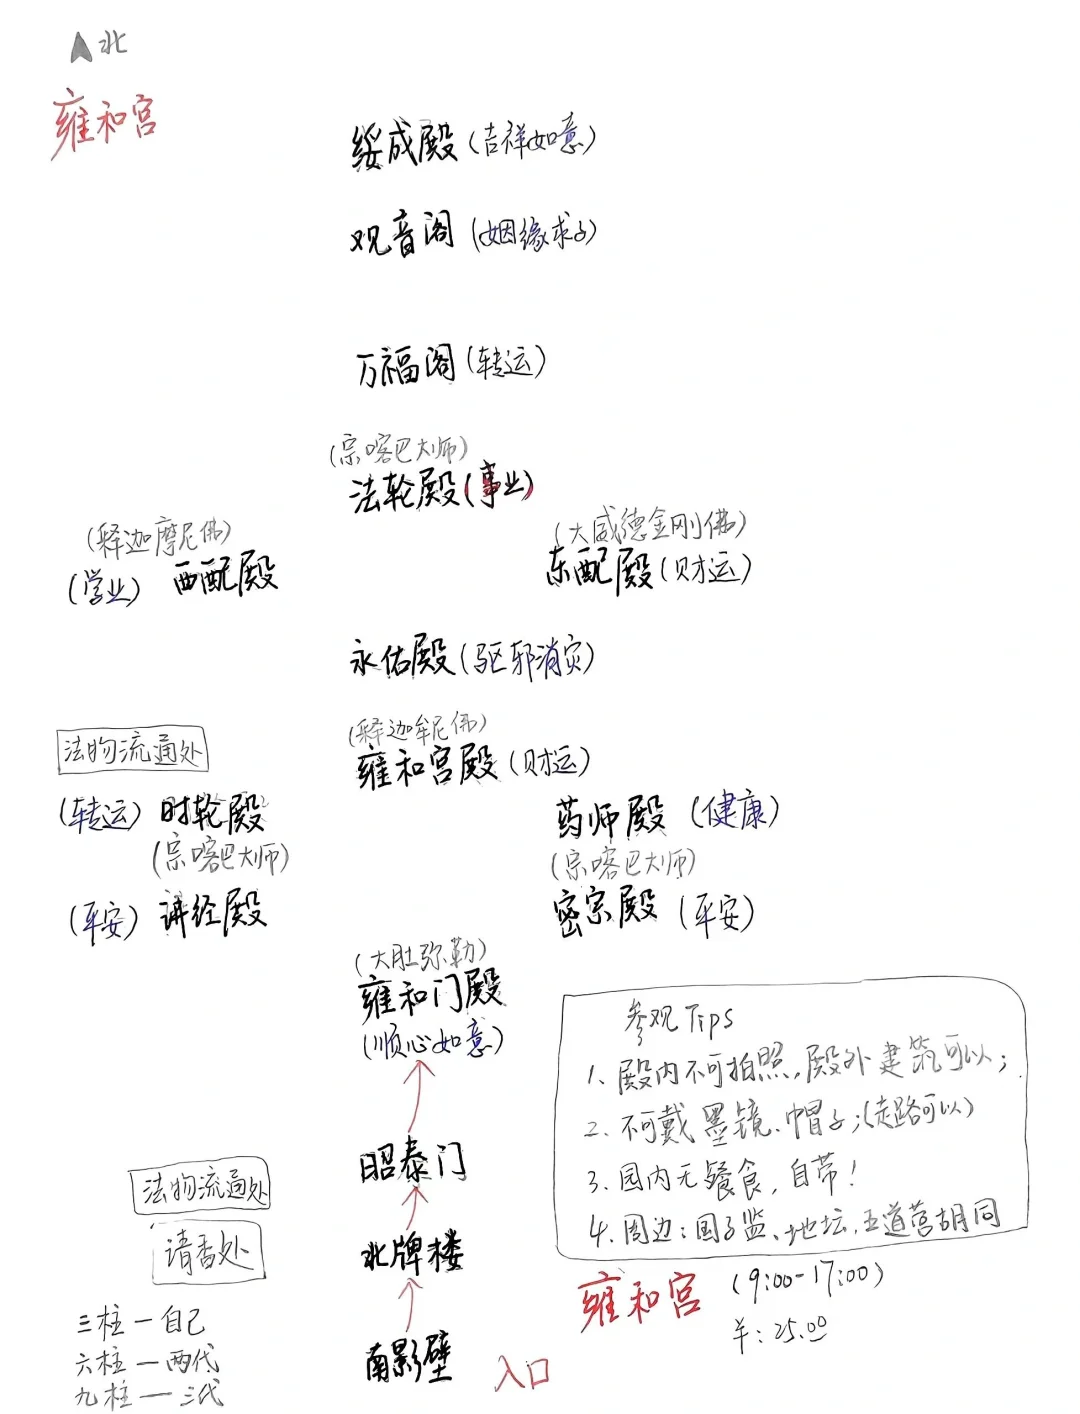 北
雍和宫
绥成殿(吉祥如意)
观音阁(姻缘求子)
万福阁(转运)
(宗喀巴大师)
法轮殿(事业)
(释迦摩尼佛)
(学业) 西配殿
(大威德金刚佛)
东配殿(财运)
永佑殿(驱邪消灾)
(释迦牟尼佛)
雍和宫殿(财运)
法物流通处
(转运) 时轮殿
(宗喀巴大师)
(平安) 讲经殿
药师殿 (健康)
(宗喀巴大师)
密宗殿 (平安)
(大肚弥勒)
雍和门殿
(顺心如意)
昭泰门
北牌楼
南影壁
入口
法物流通处
请香处
三柱一自己
六柱一两代
九柱一三代
参观Tips
1、殿内不可拍照,殿外建筑可以;
2、不可戴墨镜、帽子;(走路可以)
3、园内无餐食,自带!
4、周边:国子监、地坛,五道营胡同
雍和宫 (9:00-17:00)
羊:25.00